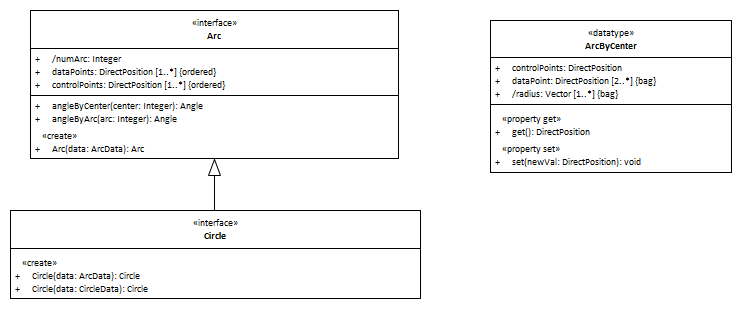 «interface»
Arc
+ /numArc: Integer
+ dataPoints: DirectPosition [1..*] {ordered}
+ controlPoints: DirectPosition [1..*] {ordered}
+ angleByCenter(center: Integer): Angle
+ angleByArc(arc: Integer): Angle
«create»
+ Arc(data: ArcData): Arc
«interface»
Circle
«create»
+ Circle(data: ArcData): Circle
+ Circle(data: CircleData): Circle
«datatype»
ArcByCenter
+ controlPoints: DirectPosition
+ dataPoint: DirectPosition [2..*] {bag}
+ /radius: Vector [1..*] {bag}
«property get»
+ get(): DirectPosition
«property set»
+ set(newVal: DirectPosition): void